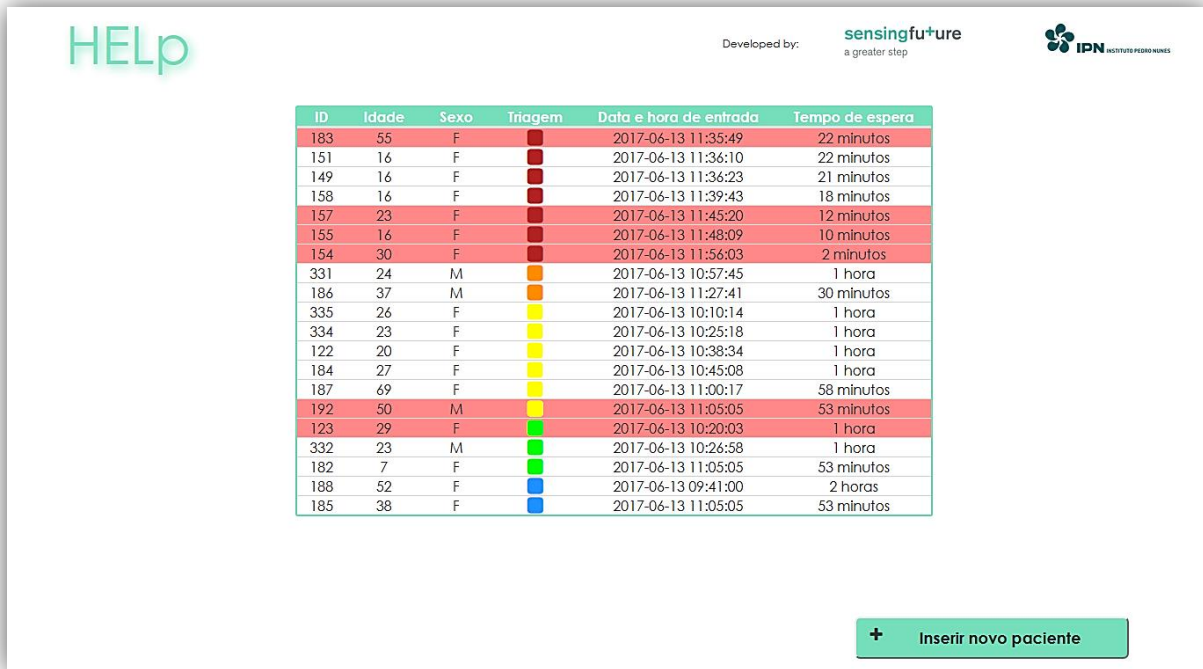 HELp
Developed by:
sensingfu+ure
a greater step
IPN INSTITUTO PEDRO NUNES
ID Idade Sexo Triagem Data e hora de entrada Tempo de espera
183 55 F 2017-06-13 11:35:49 22 minutos
151 16 F 2017-06-13 11:36:10 22 minutos
149 16 F 2017-06-13 11:36:23 21 minutos
158 16 F 2017-06-13 11:39:43 18 minutos
157 23 F 2017-06-13 11:45:20 12 minutos
155 16 F 2017-06-13 11:48:09 10 minutos
154 30 F 2017-06-13 11:56:03 2 minutos
331 24 M 2017-06-13 10:57:45 1 hora
186 37 M 2017-06-13 11:27:41 30 minutos
335 26 F 2017-06-13 10:10:14 1 hora
334 23 F 2017-06-13 10:25:18 1 hora
122 20 F 2017-06-13 10:38:34 1 hora
184 27 F 2017-06-13 10:45:08 1 hora
187 69 F 2017-06-13 11:00:17 58 minutos
192 50 M 2017-06-13 11:05:05 53 minutos
123 29 F 2017-06-13 10:20:03 1 hora
332 23 M 2017-06-13 10:26:58 1 hora
182 7 F 2017-06-13 11:05:05 53 minutos
188 52 F 2017-06-13 09:41:00 2 horas
185 38 F 2017-06-13 11:05:05 53 minutos
+ Inserir novo paciente